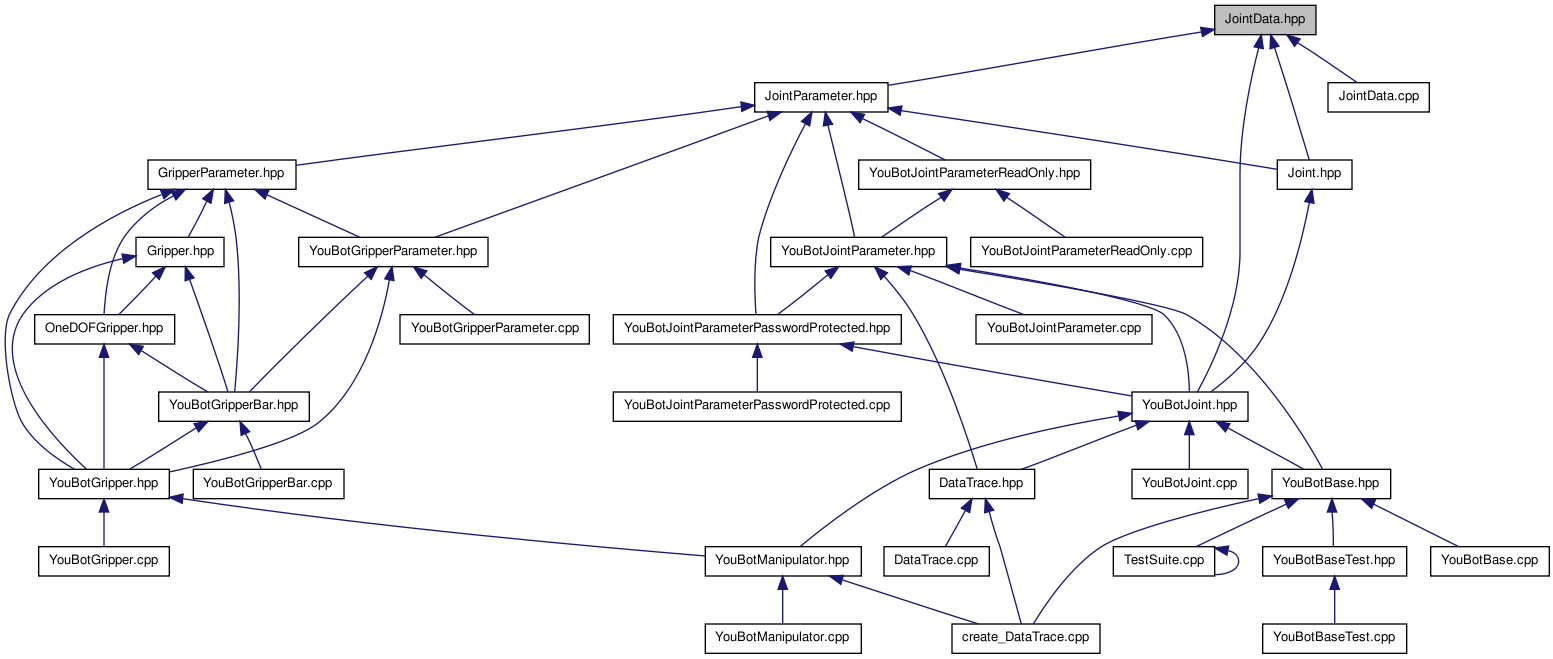 JointData.hpp
JointParameter.hpp
JointData.cpp
GripperParameter.hpp
YouBotJointParameterReadOnly.hpp
Joint.hpp
Gripper.hpp
YouBotGripperParameter.hpp
YouBotJointParameter.hpp
YouBotJointParameterReadOnly.cpp
OneDOFGripper.hpp
YouBotGripperParameter.cpp
YouBotJointParameterPasswordProtected.hpp
YouBotJointParameter.cpp
YouBotGripperBar.hpp
YouBotJointParameterPasswordProtected.cpp
YouBotJoint.hpp
YouBotGripper.hpp
YouBotGripperBar.cpp
DataTrace.hpp
YouBotJoint.cpp
YouBotBase.hpp
YouBotGripper.cpp
YouBotManipulator.hpp
DataTrace.cpp
TestSuite.cpp
YouBotBaseTest.hpp
YouBotBase.cpp
YouBotManipulator.cpp
create_DataTrace.cpp
YouBotBaseTest.cpp